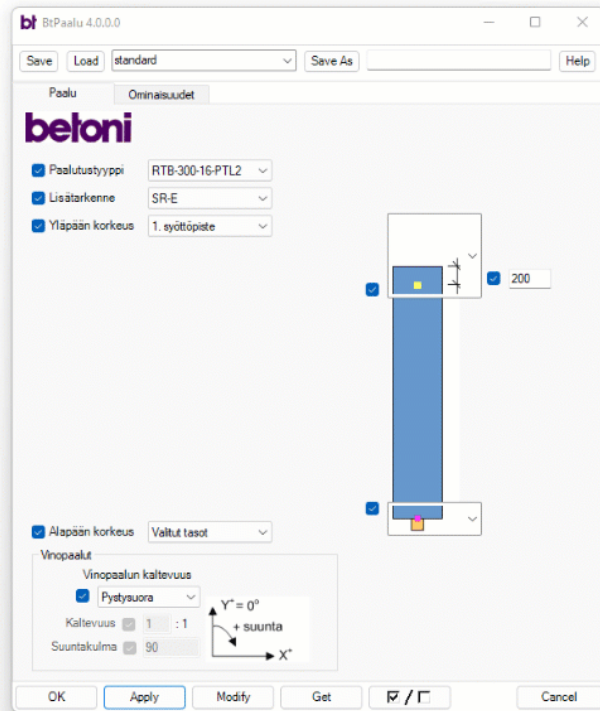 bt BtPaalu 4.0.0.0
Save Load standard Save As Help
Paalu Ominaisuudet
betoni
Paalutustyyppi RTB-300-16-PTL2
Lisätarkenne SR-E
Yläpään korkeus 1. syöttöpiste
200
Alapään korkeus Valitut tasot
Vinopaalut
Vinopaalun kaltevuus
Pystysuora
Kaltevuus 1 : 1
Suuntakulma 90
Y⁺ = 0°
+ suunta
X⁺
OK Apply Modify Get / Cancel